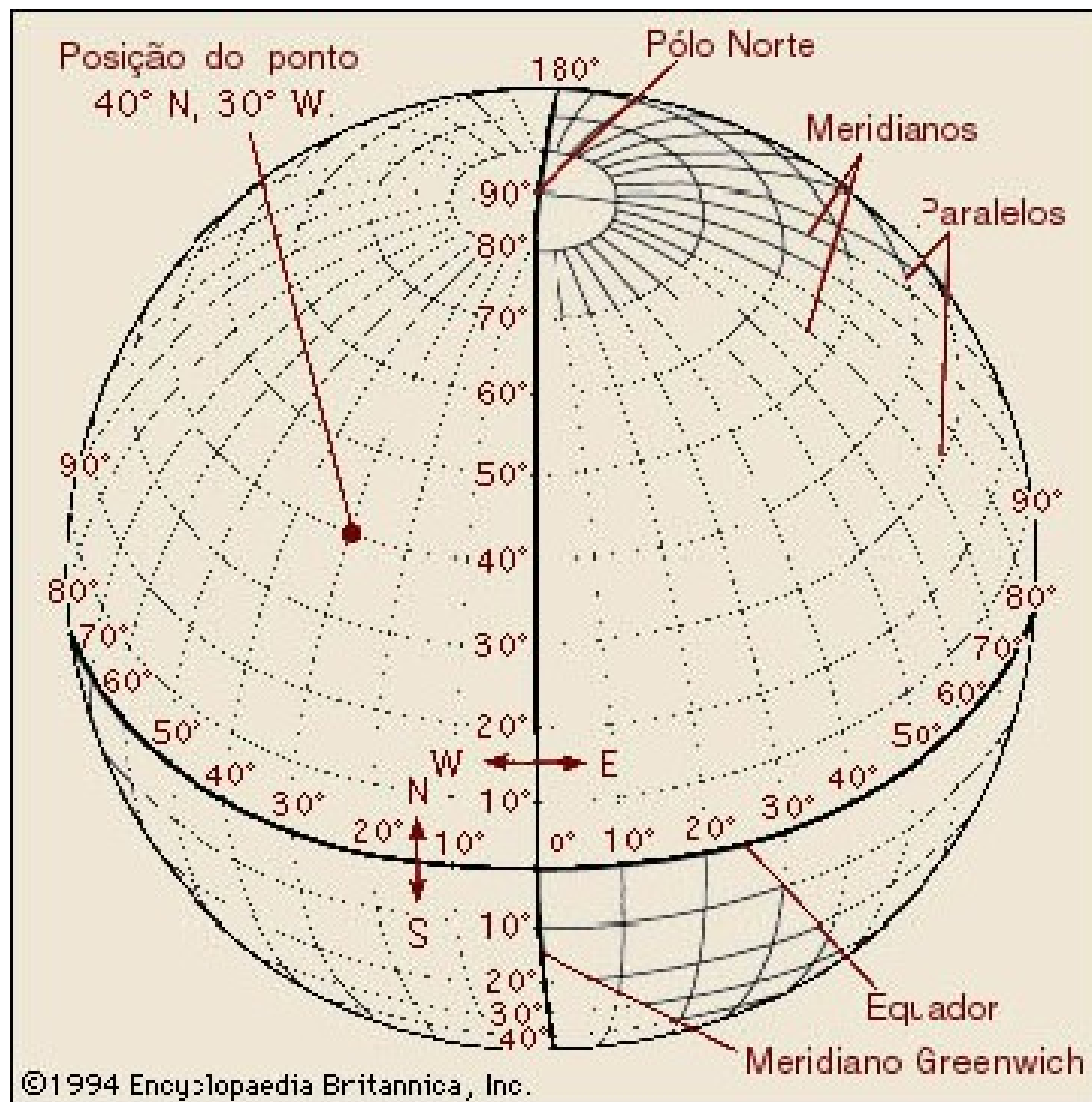 Posição do ponto
40° N, 30° W.
Pólo Norte
180°
Meridianos
Paralelos
90°
80°
70°
60°
50°
40°
30°
20°
10°
90°
80°
70°
60°
50°
40°
30°
20°
10°
0°
10°
20°
30°
40°
50°
60°
70°
80°
90°
W
E
N
S
10°
20°
30°
40°
Equador
Meridiano Greenwich
©1994 Encyclopaedia Britannica, Inc.